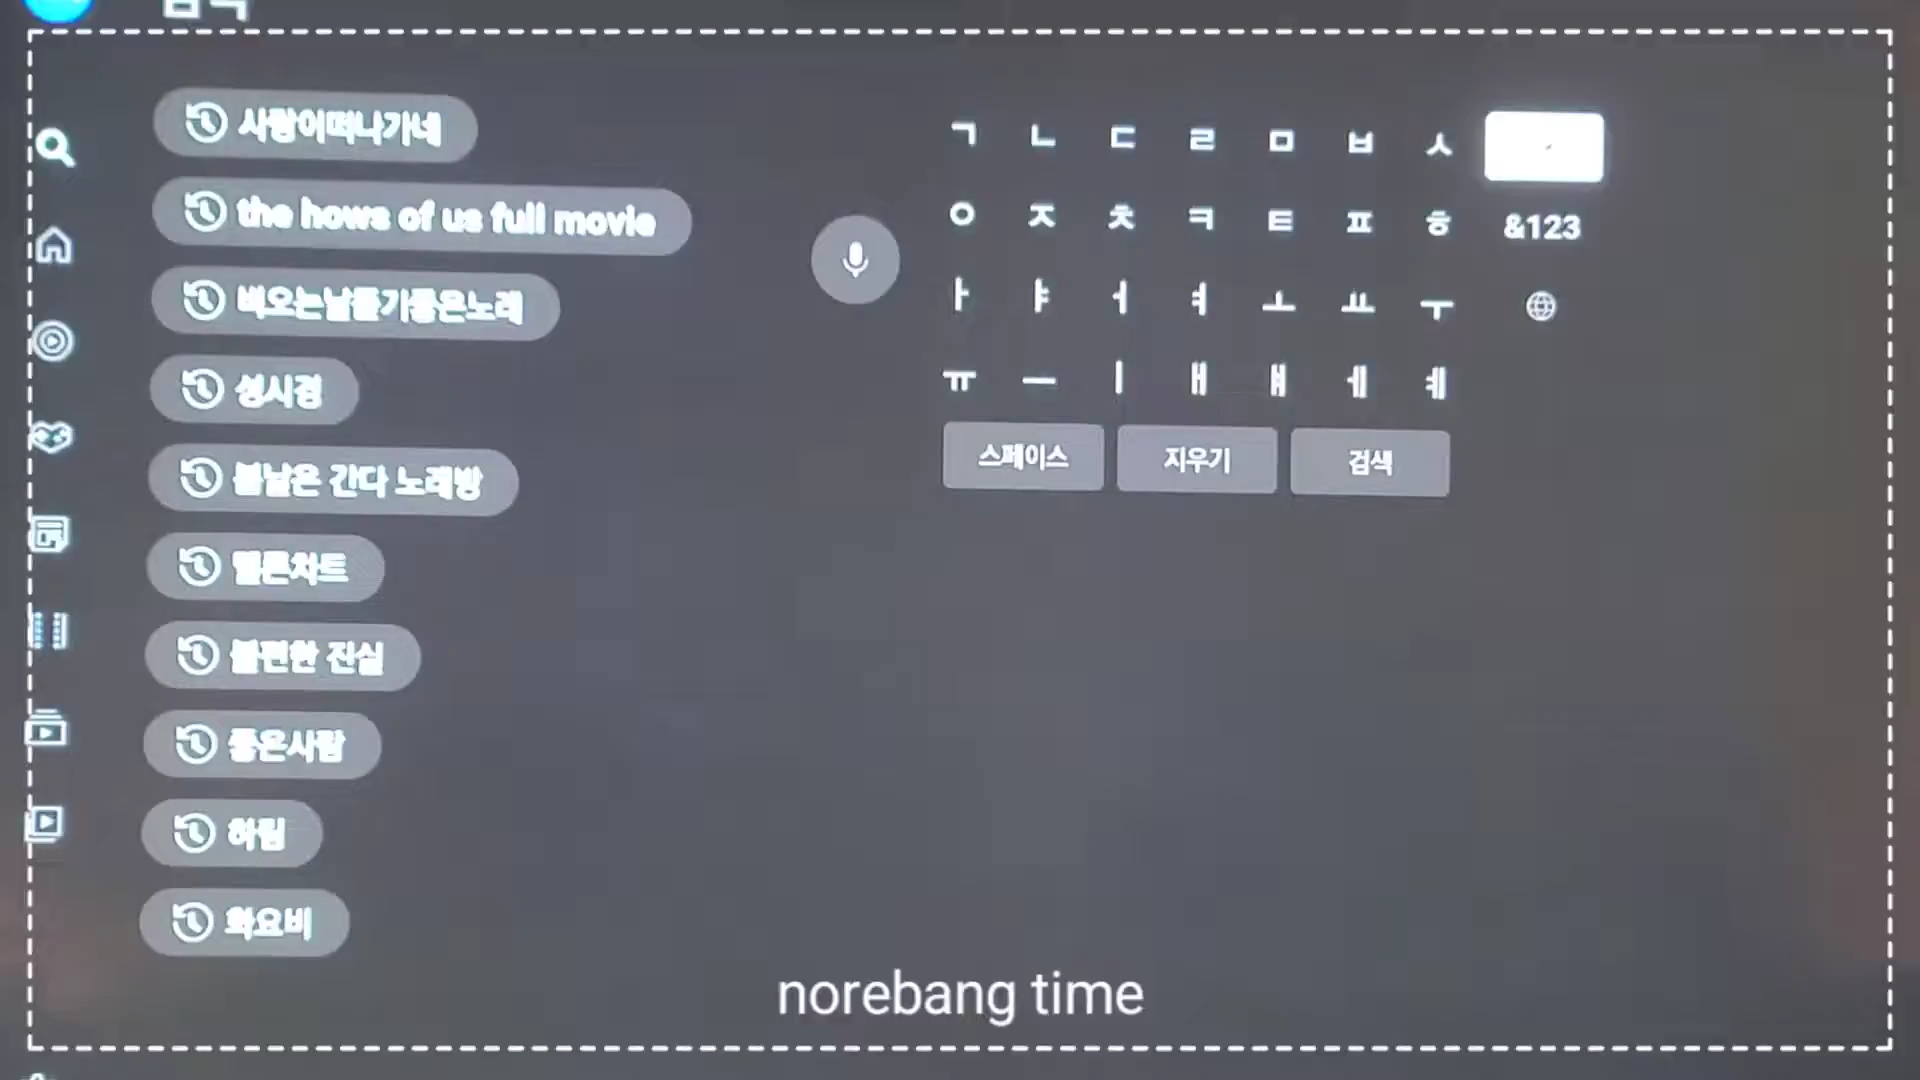 사랑이떠나가네
the hows of us full movie
비오는날듣기좋은노래
성시경
봄날은 간다 노래방
멜론차트
불편한 진실
좋은사람
하림
화요비
ㄱ ㄴ ㄷ ㄹ ㅁ ㅂ ㅅ
ㅇ ㅈ ㅊ ㅋ ㅌ ㅍ ㅎ &123
ㅏ ㅑ ㅓ ㅕ ㅗ ㅛ ㅜ
ㅠ ㅡ ㅣ ㅐ ㅒ ㅔ ㅖ
스페이스 지우기 검색
norebang time